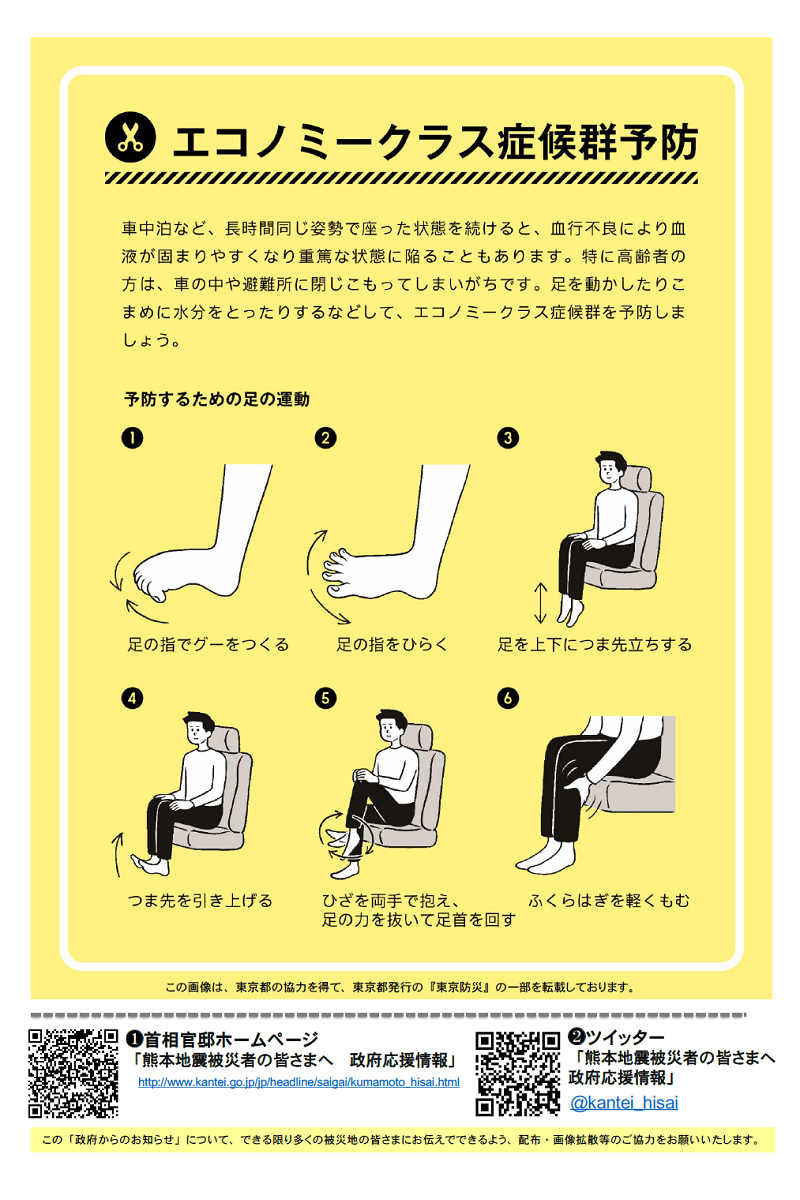 エコノミークラス症候群予防
車中泊など、長時間同じ姿勢で座った状態を続けると、血行不良により血
液が固まりやすくなり重篤な状態に陥ることもあります。特に高齢者の
方は、車の中や避難所に閉じこもってしまいがちです。足を動かしたりこ
まめに水分をとったりするなどして、エコノミークラス症候群を予防しま
しょう。
予防するための足の運動
1
足の指でグーをつくる
2
足の指をひらく
3
足を上下につま先立ちする
4
つま先を引き上げる
5
ひざを両手で抱え、
足の力を抜いて足首を回す
6
ふくらはぎを軽くもむ
この画像は、東京都の協力を得て、東京都発行の『東京防災』の一部を転載しております。
❶首相官邸ホームページ
「熊本地震被災者の皆さまへ　政府応援情報」
http://www.kantei.go.jp/jp/headline/saigai/kumamoto_hisai.html
❷ツイッター
「熊本地震被災者の皆さまへ
政府応援情報」
@kantei_hisai
この「政府からのお知らせ」について、できる限り多くの被災地の皆さまにお伝えでできるよう、配布・画像拡散等のご協力をお願いいたします。